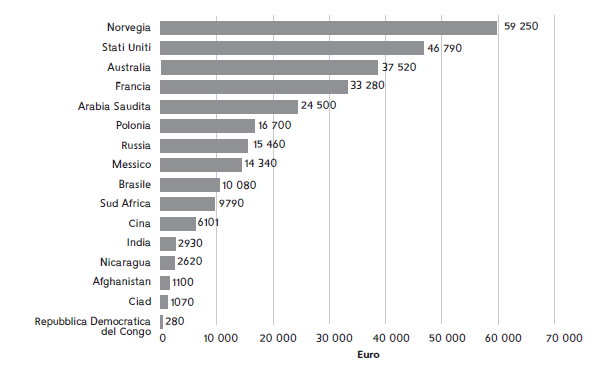 Norvegia 59 250
Stati Uniti 46 790
Australia 37 520
Francia 33 280
Arabia Saudita 24 500
Polonia 16 700
Russia 15 460
Messico 14 340
Brasile 10 080
Sud Africa 9790
Cina 6101
India 2930
Nicaragua 2620
Afghanistan 1100
Ciad 1070
Repubblica Democratica 280
del Congo
0 10 000 20 000 30 000 40 000 50 000 60 000 70 000
Euro